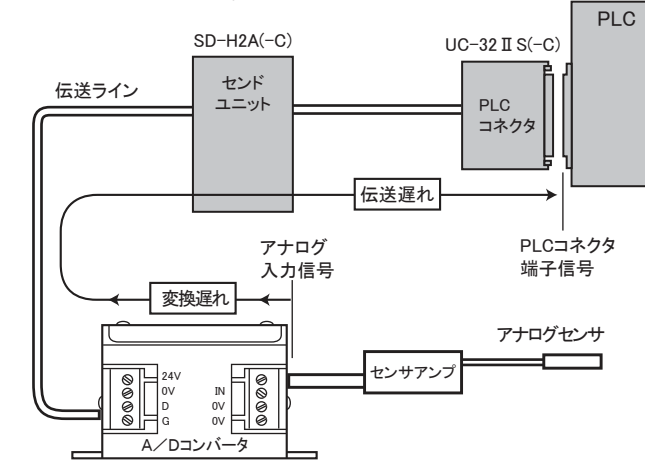 PLC
SD-H2A(-C)
UC-32ⅡS(-C)
伝送ライン
センド
ユニット
PLC
コネクタ
伝送遅れ
アナログ
入力信号
PLCコネクタ
端子信号
変換遅れ
アナログセンサ
センサアンプ
24V
0V
D
G
IN
0V
0V
A／Dコンバータ